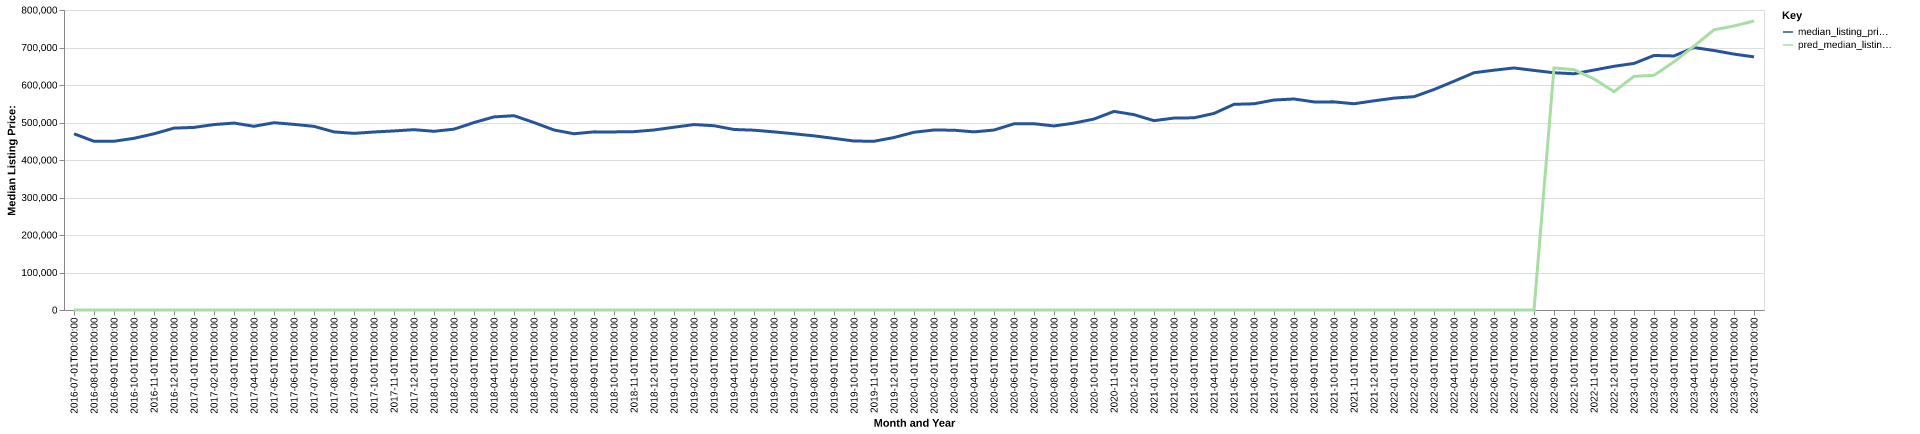 800,000
700,000
600,000
500,000
400,000
300,000
200,000
100,000
0
Median Listing Price:
2016-07-01T00:00:00
2016-08-01T00:00:00
2016-09-01T00:00:00
2016-10-01T00:00:00
2016-11-01T00:00:00
2016-12-01T00:00:00
2017-01-01T00:00:00
2017-02-01T00:00:00
2017-03-01T00:00:00
2017-04-01T00:00:00
2017-05-01T00:00:00
2017-06-01T00:00:00
2017-07-01T00:00:00
2017-08-01T00:00:00
2017-09-01T00:00:00
2017-10-01T00:00:00
2017-11-01T00:00:00
2017-12-01T00:00:00
2018-01-01T00:00:00
2018-02-01T00:00:00
2018-03-01T00:00:00
2018-04-01T00:00:00
2018-05-01T00:00:00
2018-06-01T00:00:00
2018-07-01T00:00:00
2018-08-01T00:00:00
2018-09-01T00:00:00
2018-10-01T00:00:00
2018-11-01T00:00:00
2018-12-01T00:00:00
2019-01-01T00:00:00
2019-02-01T00:00:00
2019-03-01T00:00:00
2019-04-01T00:00:00
2019-05-01T00:00:00
2019-06-01T00:00:00
2019-07-01T00:00:00
2019-08-01T00:00:00
2019-09-01T00:00:00
2019-10-01T00:00:00
2019-11-01T00:00:00
2019-12-01T00:00:00
2020-01-01T00:00:00
2020-02-01T00:00:00
2020-03-01T00:00:00
2020-04-01T00:00:00
2020-05-01T00:00:00
2020-06-01T00:00:00
2020-07-01T00:00:00
2020-08-01T00:00:00
2020-09-01T00:00:00
2020-10-01T00:00:00
2020-11-01T00:00:00
2020-12-01T00:00:00
2021-01-01T00:00:00
2021-02-01T00:00:00
2021-03-01T00:00:00
2021-04-01T00:00:00
2021-05-01T00:00:00
2021-06-01T00:00:00
2021-07-01T00:00:00
2021-08-01T00:00:00
2021-09-01T00:00:00
2021-10-01T00:00:00
2021-11-01T00:00:00
2021-12-01T00:00:00
2022-01-01T00:00:00
2022-02-01T00:00:00
2022-03-01T00:00:00
2022-04-01T00:00:00
2022-05-01T00:00:00
2022-06-01T00:00:00
2022-07-01T00:00:00
2022-08-01T00:00:00
2022-09-01T00:00:00
2022-10-01T00:00:00
2022-11-01T00:00:00
2022-12-01T00:00:00
2023-01-01T00:00:00
2023-02-01T00:00:00
2023-03-01T00:00:00
2023-04-01T00:00:00
2023-05-01T00:00:00
2023-06-01T00:00:00
2023-07-01T00:00:00
Month and Year
Key
median_listing_pri…
pred_median_listin…